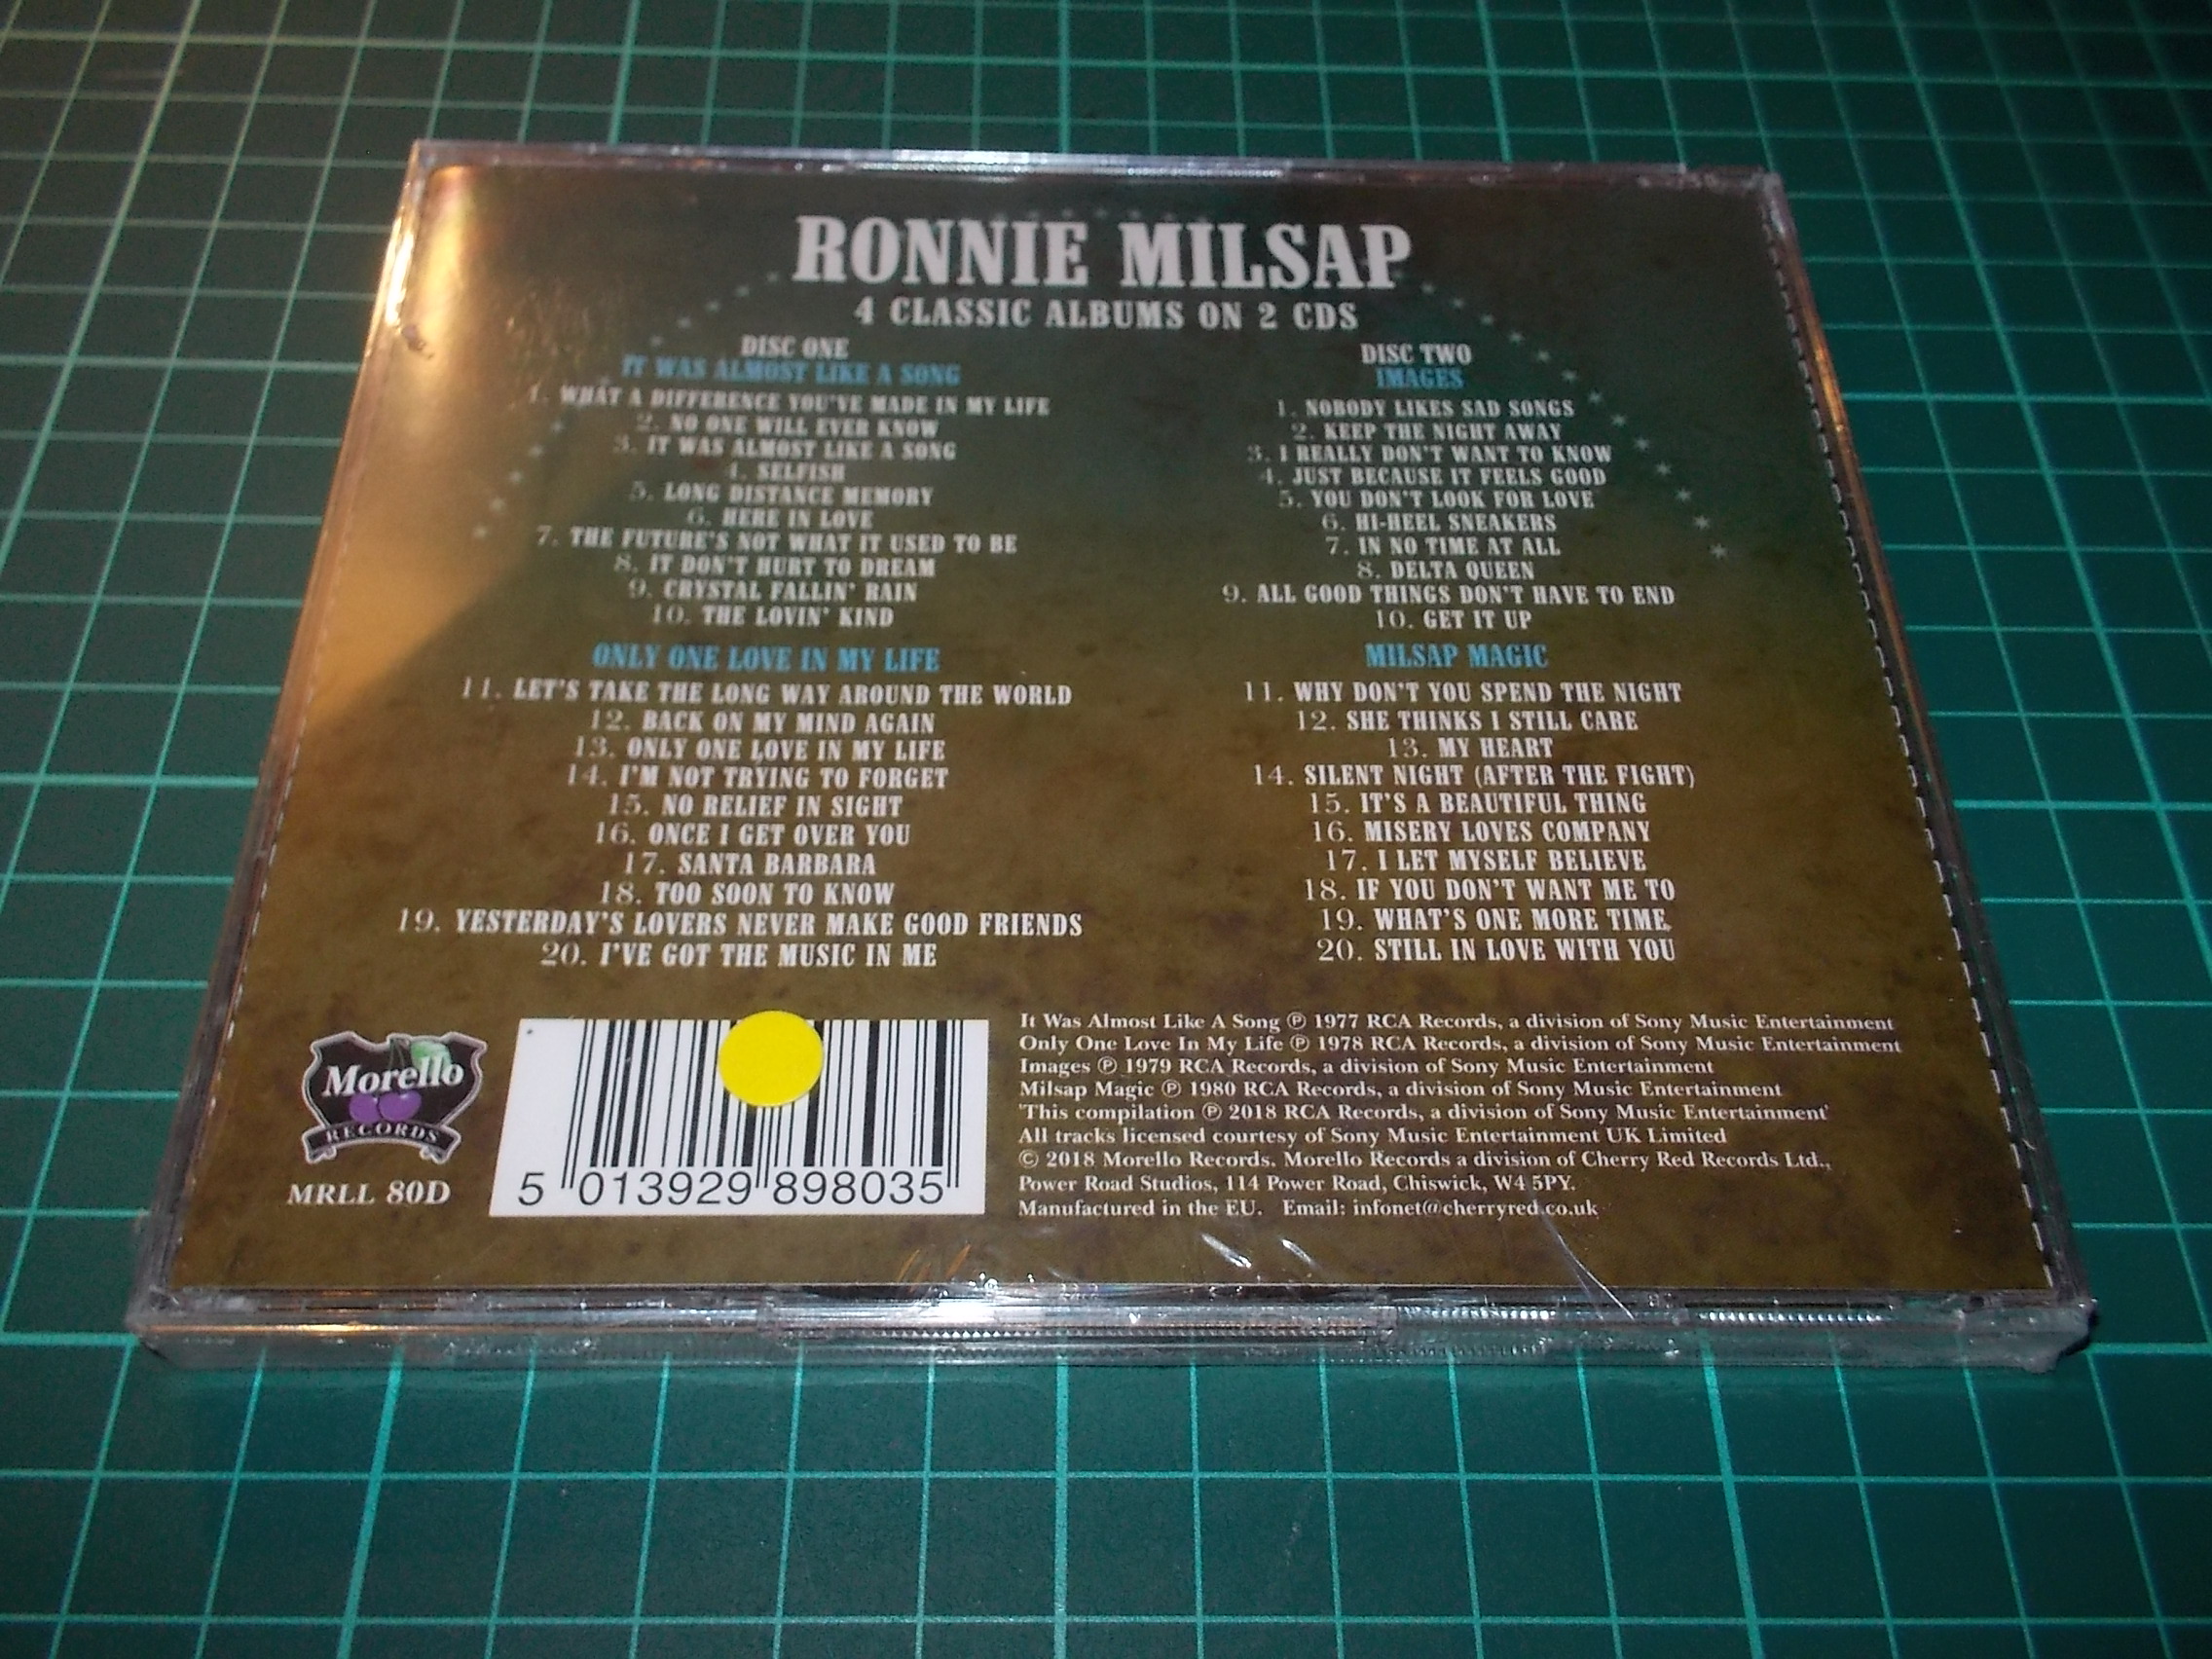 RONNIE MILSAP
4 CLASSIC ALBUMS ON 2 CDS
DISC ONE
IT WAS ALMOST LIKE A SONG
1. WHAT A DIFFERENCE YOU'VE MADE IN MY LIFE
2. NO ONE WILL EVER KNOW
3. IT WAS ALMOST LIKE A SONG
4. SELFISH
5. LONG DISTANCE MEMORY
6. HERE IN LOVE
7. THE FUTURE'S NOT WHAT IT USED TO BE
8. IT DON'T HURT TO DREAM
9. CRYSTAL FALLIN' RAIN
10. THE LOVIN' KIND
ONLY ONE LOVE IN MY LIFE
11. LET'S TAKE THE LONG WAY AROUND THE WORLD
12. BACK ON MY MIND AGAIN
13. ONLY ONE LOVE IN MY LIFE
14. I'M NOT TRYING TO FORGET
15. NO RELIEF IN SIGHT
16. ONCE I GET OVER YOU
17. SANTA BARBARA
18. TOO SOON TO KNOW
19. YESTERDAY'S LOVERS NEVER MAKE GOOD FRIENDS
20. I'VE GOT THE MUSIC IN ME
DISC TWO
IMAGES
1. NOBODY LIKES SAD SONGS
2. KEEP THE NIGHT AWAY
3. I REALLY DON'T WANT TO KNOW
4. JUST BECAUSE IT FEELS GOOD
5. YOU DON'T LOOK FOR LOVE
6. HI-HEEL SNEAKERS
7. IN NO TIME AT ALL
8. DELTA QUEEN
9. ALL GOOD THINGS DON'T HAVE TO END
10. GET IT UP
MILSAP MAGIC
11. WHY DON'T YOU SPEND THE NIGHT
12. SHE THINKS I STILL CARE
13. MY HEART
14. SILENT NIGHT (AFTER THE FIGHT)
15. IT'S A BEAUTIFUL THING
16. MISERY LOVES COMPANY
17. I LET MYSELF BELIEVE
18. IF YOU DON'T WANT ME TO
19. WHAT'S ONE MORE TIME
20. STILL IN LOVE WITH YOU
Morello
RECORDS
MRLL 80D
5 013929 898035
It Was Almost Like A Song ℗ 1977 RCA Records, a division of Sony Music Entertainment
Only One Love In My Life ℗ 1978 RCA Records, a division of Sony Music Entertainment
Images ℗ 1979 RCA Records, a division of Sony Music Entertainment
Milsap Magic ℗ 1980 RCA Records, a division of Sony Music Entertainment
'This compilation ℗ 2018 RCA Records, a division of Sony Music Entertainment'
All tracks licensed courtesy of Sony Music Entertainment UK Limited
© 2018 Morello Records. Morello Records a division of Cherry Red Records Ltd.,
Power Road Studios, 114 Power Road, Chiswick, W4 5PY.
Manufactured in the EU. Email: infonet@cherryred.co.uk